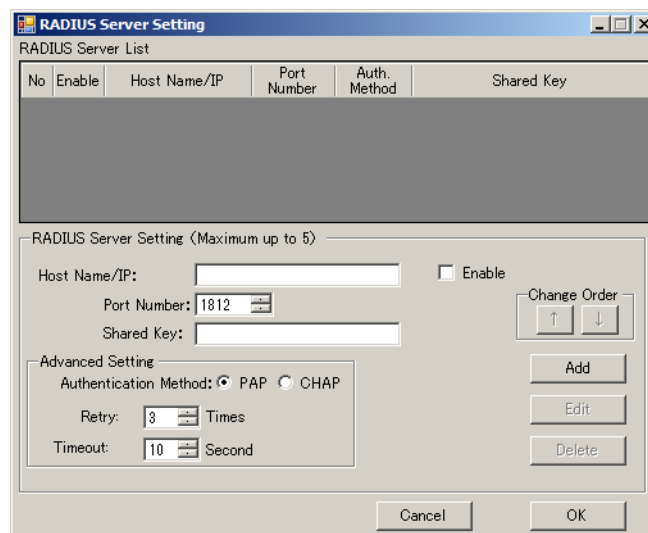 RADIUS Server Setting
RADIUS Server List
No Enable Host Name/IP Port Number Auth. Method Shared Key
RADIUS Server Setting (Maximum up to 5)
Host Name/IP: Enable
Port Number: 1812 Change Order
Shared Key: ↑ ↓
Advanced Setting
Authentication Method: PAP CHAP Add
Retry: 3 Times Edit
Timeout: 10 Second Delete
Cancel OK